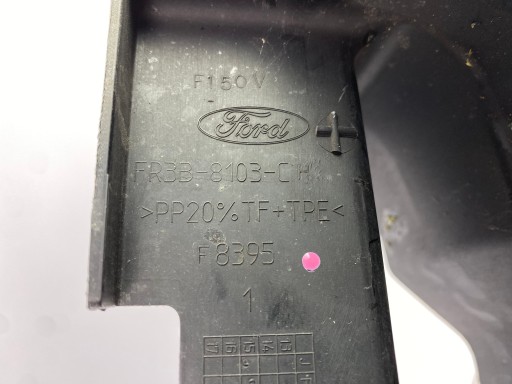 F150V
Ford
FR3B-8103-C
>PP20%TF+TPE<
F8395
1